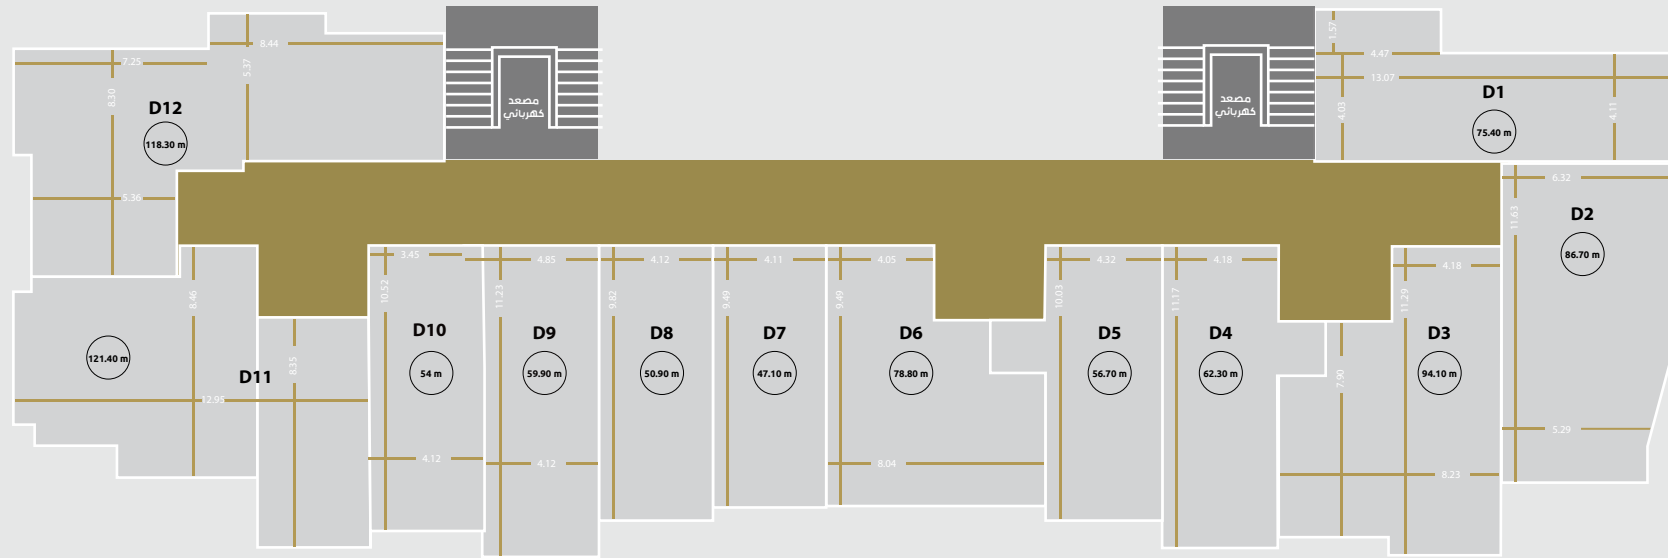 8.44
7.25
5.37
8.30
D12
118.30 m
6.36
مصعد
كهربائي
مصعد
كهربائي
1.57
4.47
13.07
4.03
D1
75.40 m
4.11
6.32
11.63
D2
86.70 m
5.29
8.46
121.40 m
D11
8.35
12.95
3.45
10.52
D10
54 m
4.12
4.85
11.23
D9
59.90 m
4.12
4.12
9.82
D8
50.90 m
4.11
9.49
D7
47.10 m
4.05
9.49
D6
78.80 m
8.04
4.32
10.03
D5
56.70 m
4.18
11.17
D4
62.30 m
4.18
11.29
D3
94.10 m
7.90
8.23